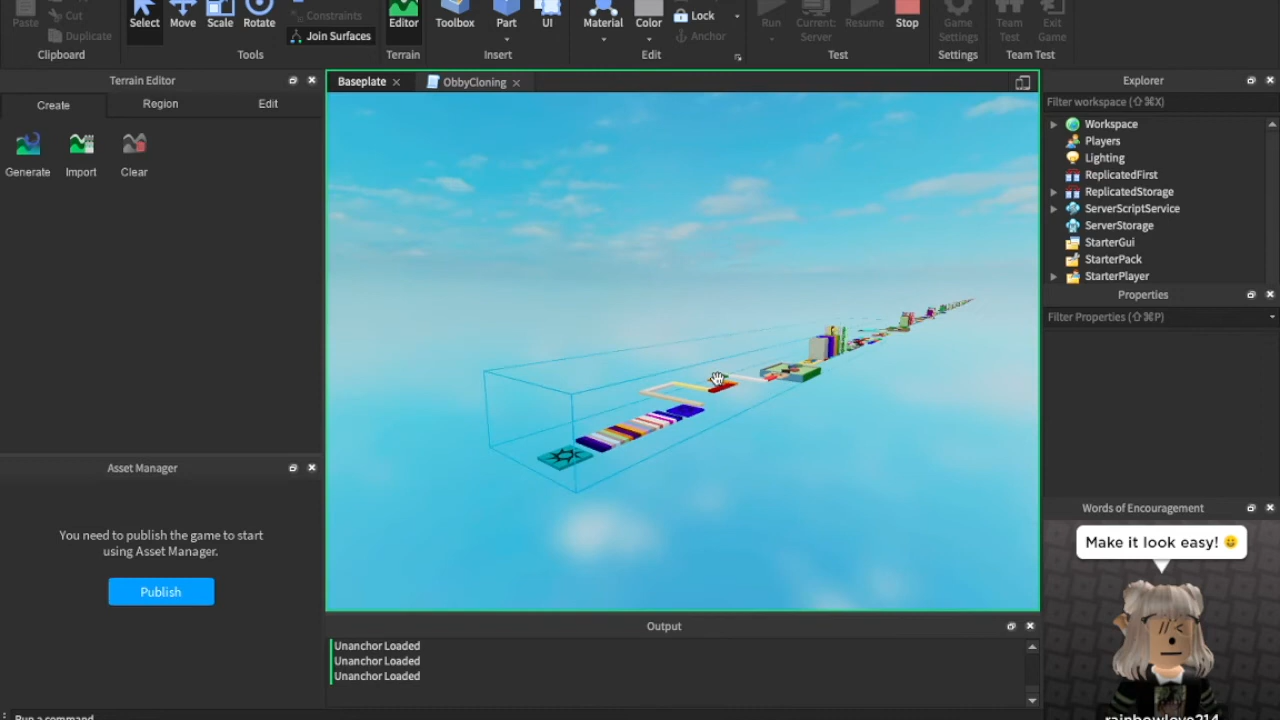 Paste
Cut
Duplicate
Clipboard
Select
Move
Scale
Rotate
Constraints
Join Surfaces
Tools
Editor
Terrain
Toolbox
Part
UI
Insert
Material
Color
Lock
Anchor
Edit
Run
Current:
Server
Resume
Stop
Test
Game
Settings
Settings
Team
Test
Exit
Game
Team Test
Terrain Editor
Create
Region
Edit
Generate
Import
Clear
Asset Manager
You need to publish the game to start
using Asset Manager.
Publish
Baseplate
ObbyCloning
Output
Unanchor Loaded
Unanchor Loaded
Unanchor Loaded
Explorer
Filter workspace (⇧⌘X)
Workspace
Players
Lighting
ReplicatedFirst
ReplicatedStorage
ServerScriptService
ServerStorage
StarterGui
StarterPack
StarterPlayer
Properties
Filter Properties (⇧⌘P)
Words of Encouragement
Make it look easy! 😀
rainbowlove214
Run a command